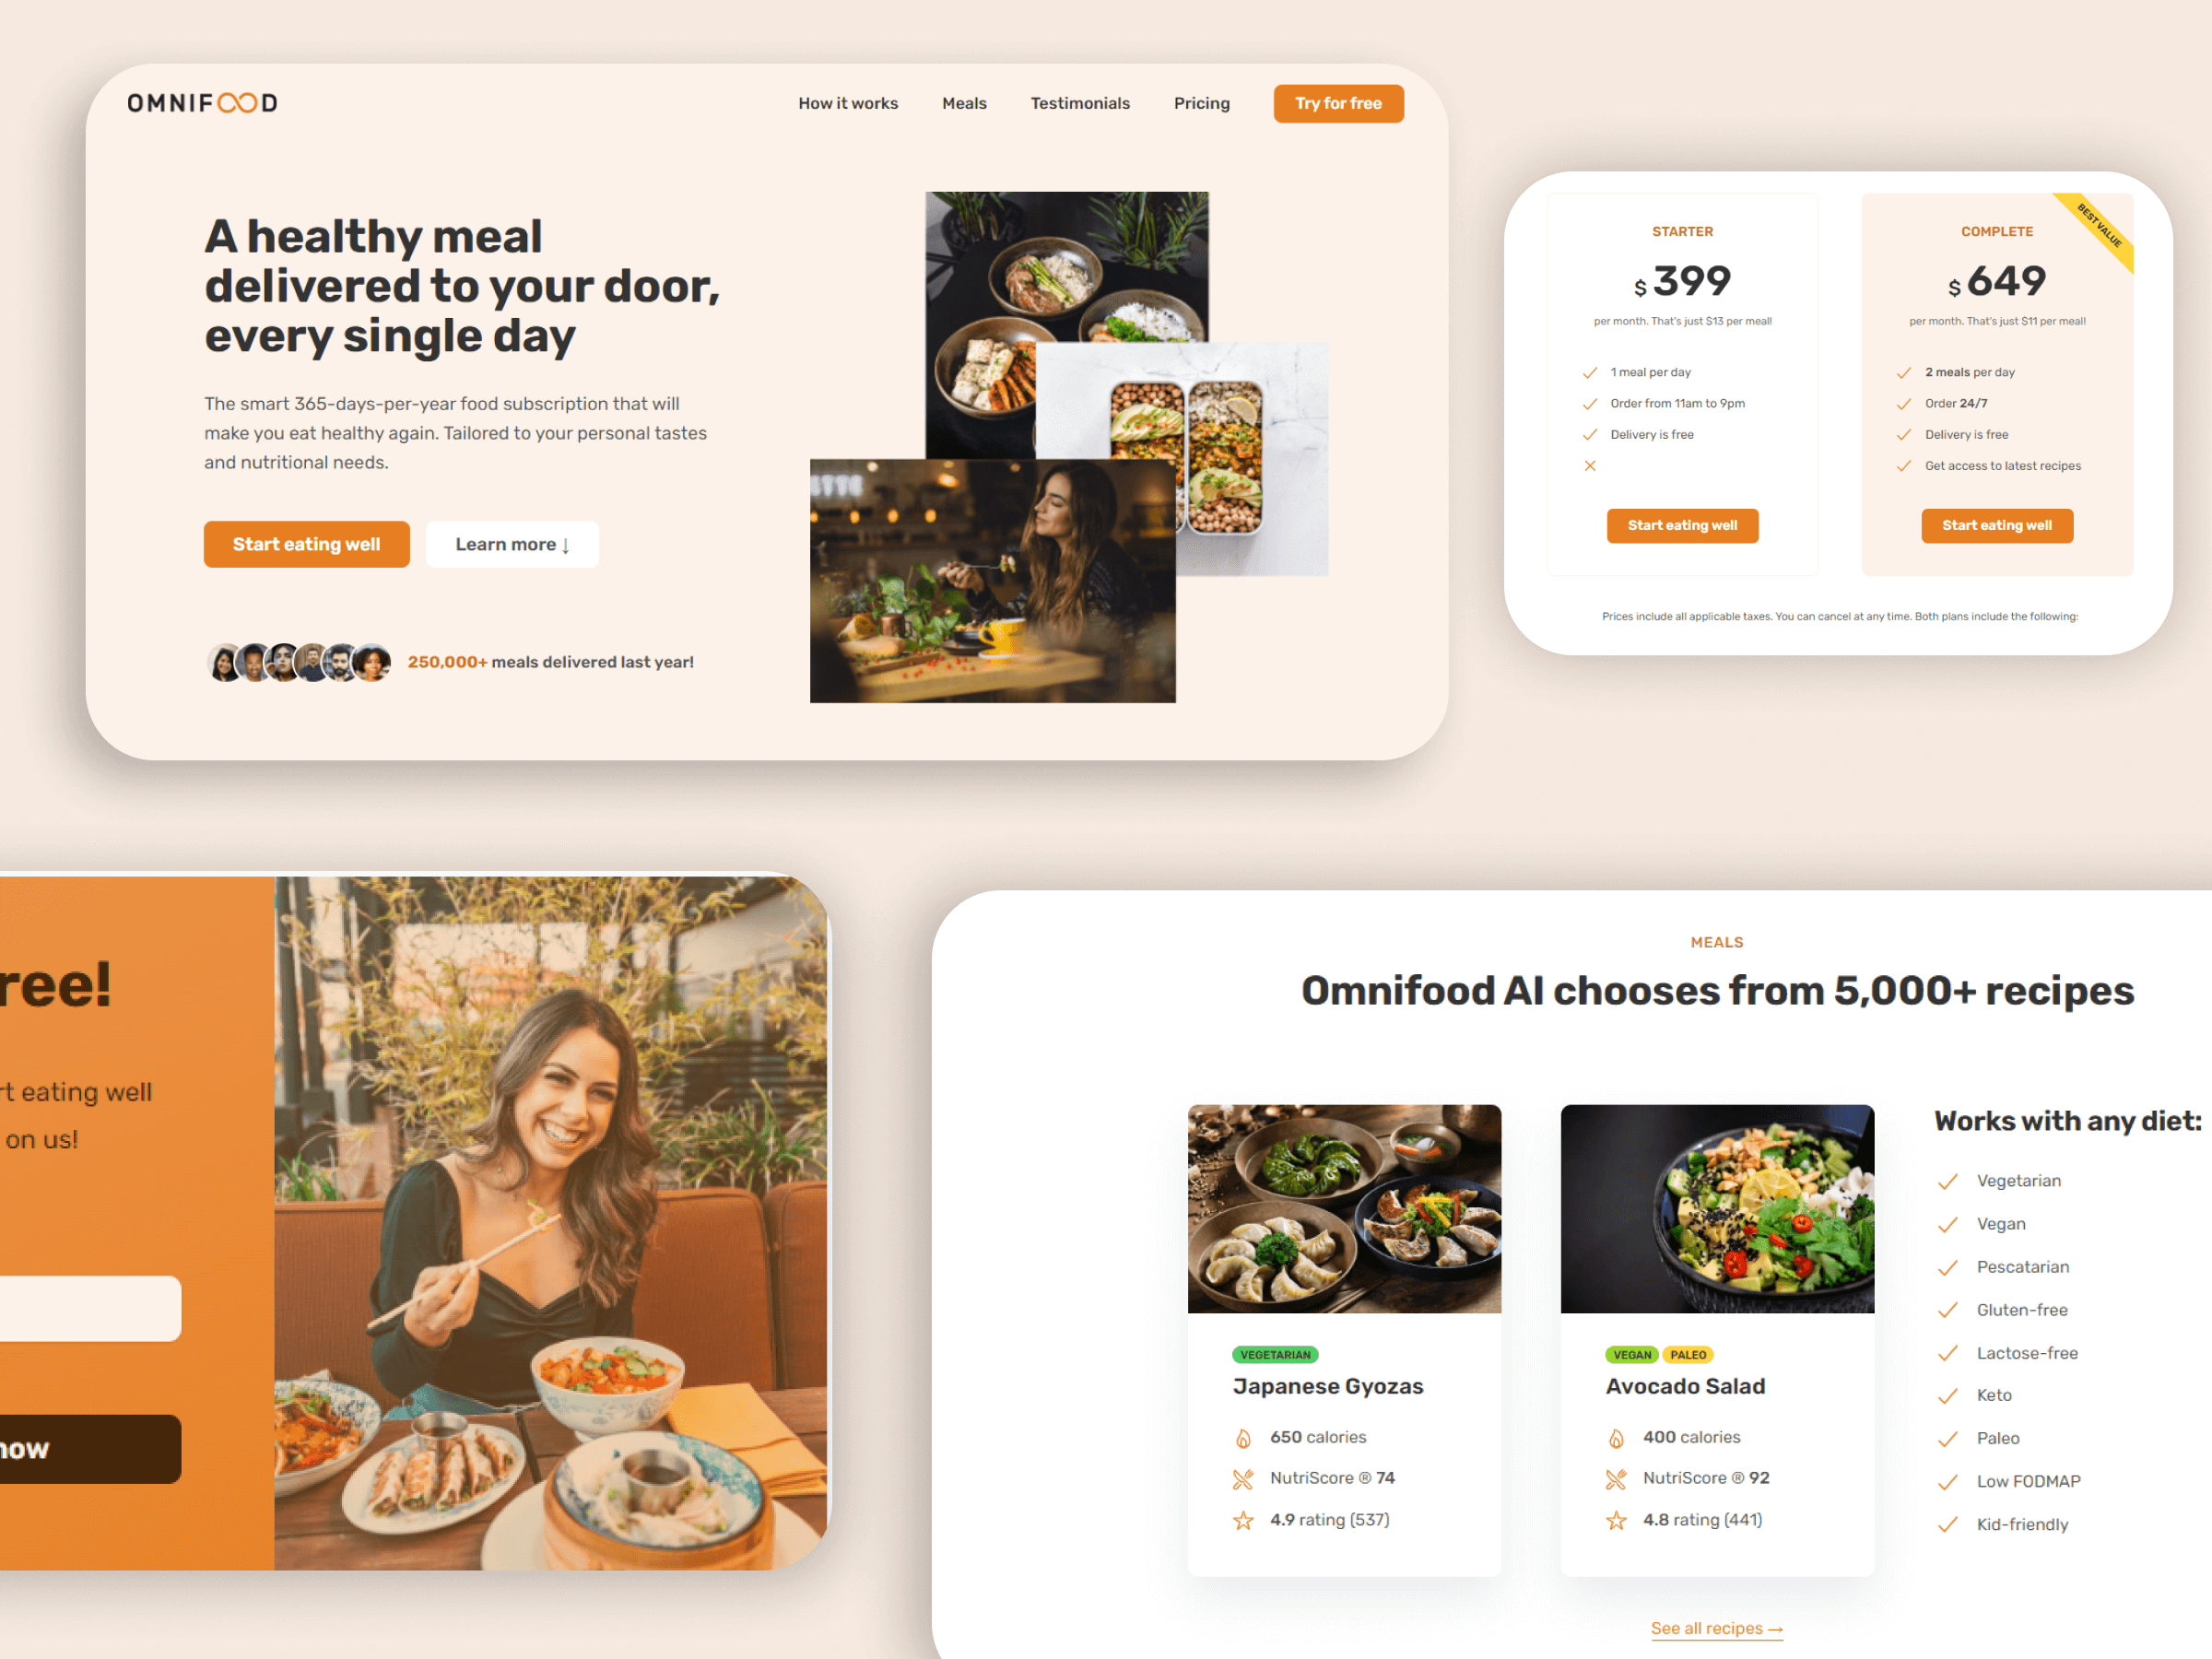 OMNIFOOD
How it works
Meals
Testimonials
Pricing
Try for free
A healthy meal
delivered to your door,
every single day
The smart 365-days-per-year food subscription that will
make you eat healthy again. Tailored to your personal tastes
and nutritional needs.
Start eating well
Learn more ↓
250,000+ meals delivered last year!
STARTER
$ 399
per month. That's just $13 per meal!
1 meal per day
Order from 11am to 9pm
Delivery is free
Start eating well
BEST VALUE
COMPLETE
$ 649
per month. That's just $11 per meal!
2 meals per day
Order 24/7
Delivery is free
Get access to latest recipes
Start eating well
Prices include all applicable taxes. You can cancel at any time. Both plans include the following:
ree!
rt eating well
on us!
now
MEALS
Omnifood AI chooses from 5,000+ recipes
VEGETARIAN
Japanese Gyozas
650 calories
NutriScore ® 74
4.9 rating (537)
VEGAN PALEO
Avocado Salad
400 calories
NutriScore ® 92
4.8 rating (441)
Works with any diet:
Vegetarian
Vegan
Pescatarian
Gluten-free
Lactose-free
Keto
Paleo
Low FODMAP
Kid-friendly
See all recipes →